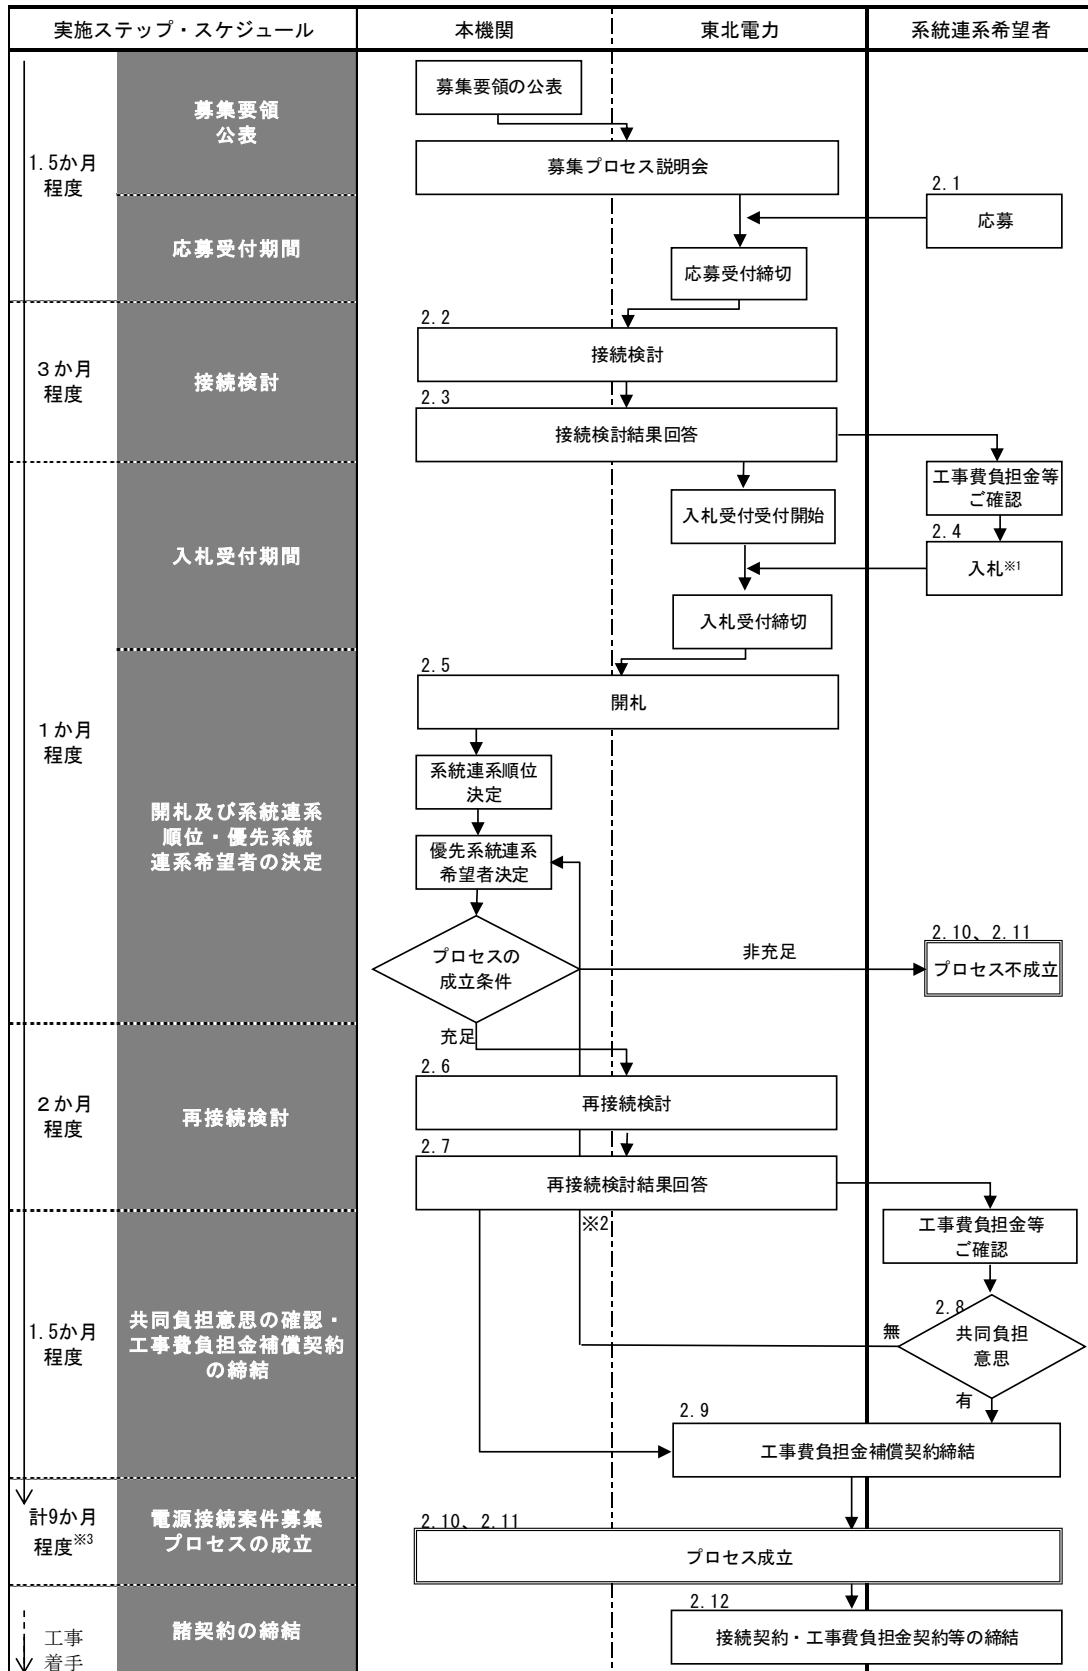 実施ステップ・スケジュール
本機関
東北電力
系統連系希望者
1.5か月
程度
募集要領
公表
募集要領の公表
募集プロセス説明会
応募受付期間
2.1
応募
応募受付締切
3か月
程度
接続検討
2.2
接続検討
2.3
接続検討結果回答
工事費負担金等
ご確認
1か月
程度
入札受付期間
入札受付受付開始
2.4
入札※1
入札受付締切
開札及び系統連系
順位・優先系統
連系希望者の決定
2.5
開札
系統連系順位
決定
優先系統連系
希望者決定
プロセスの
成立条件
非充足
2.10、2.11
プロセス不成立
充足
2か月
程度
再接続検討
2.6
再接続検討
2.7
再接続検討結果回答
※2
工事費負担金等
ご確認
1.5か月
程度
共同負担意思の確認・
工事費負担金補償契約
の締結
2.8
共同負担
意思
無
有
2.9
工事費負担金補償契約締結
計9か月
程度※3
電源接続案件募集
プロセスの成立
2.10、2.11
プロセス成立
工事
着手
諸契約の締結
2.12
接続契約・工事費負担金契約等の締結